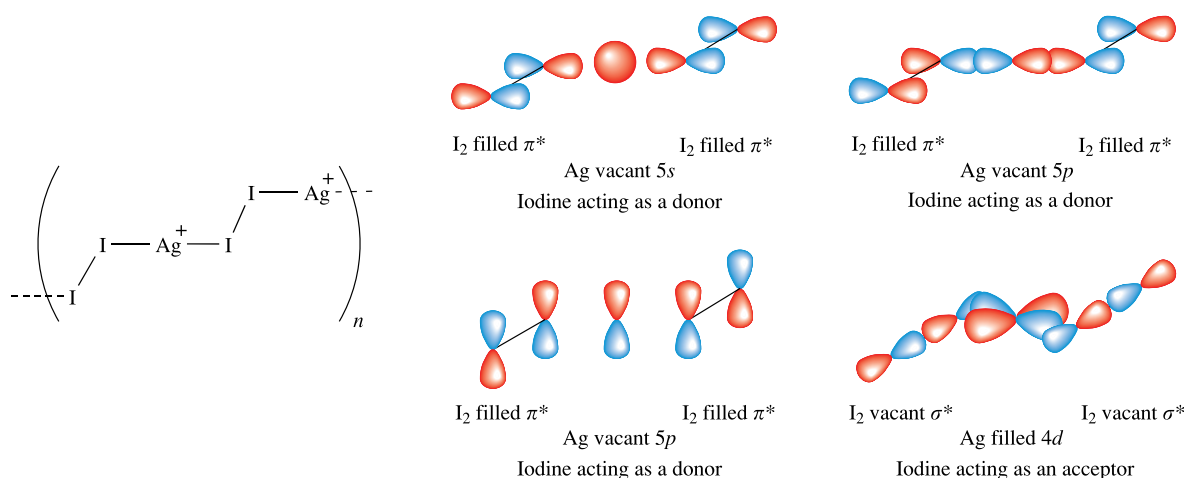 I — Ag+ - - -
I — Ag+ — I
- - - - I
n
I2 filled π* I2 filled π*
Ag vacant 5s
Iodine acting as a donor
I2 filled π* I2 filled π*
Ag vacant 5p
Iodine acting as a donor
I2 filled π* I2 filled π*
Ag vacant 5p
Iodine acting as a donor
I2 vacant σ* I2 vacant σ*
Ag filled 4d
Iodine acting as an acceptor